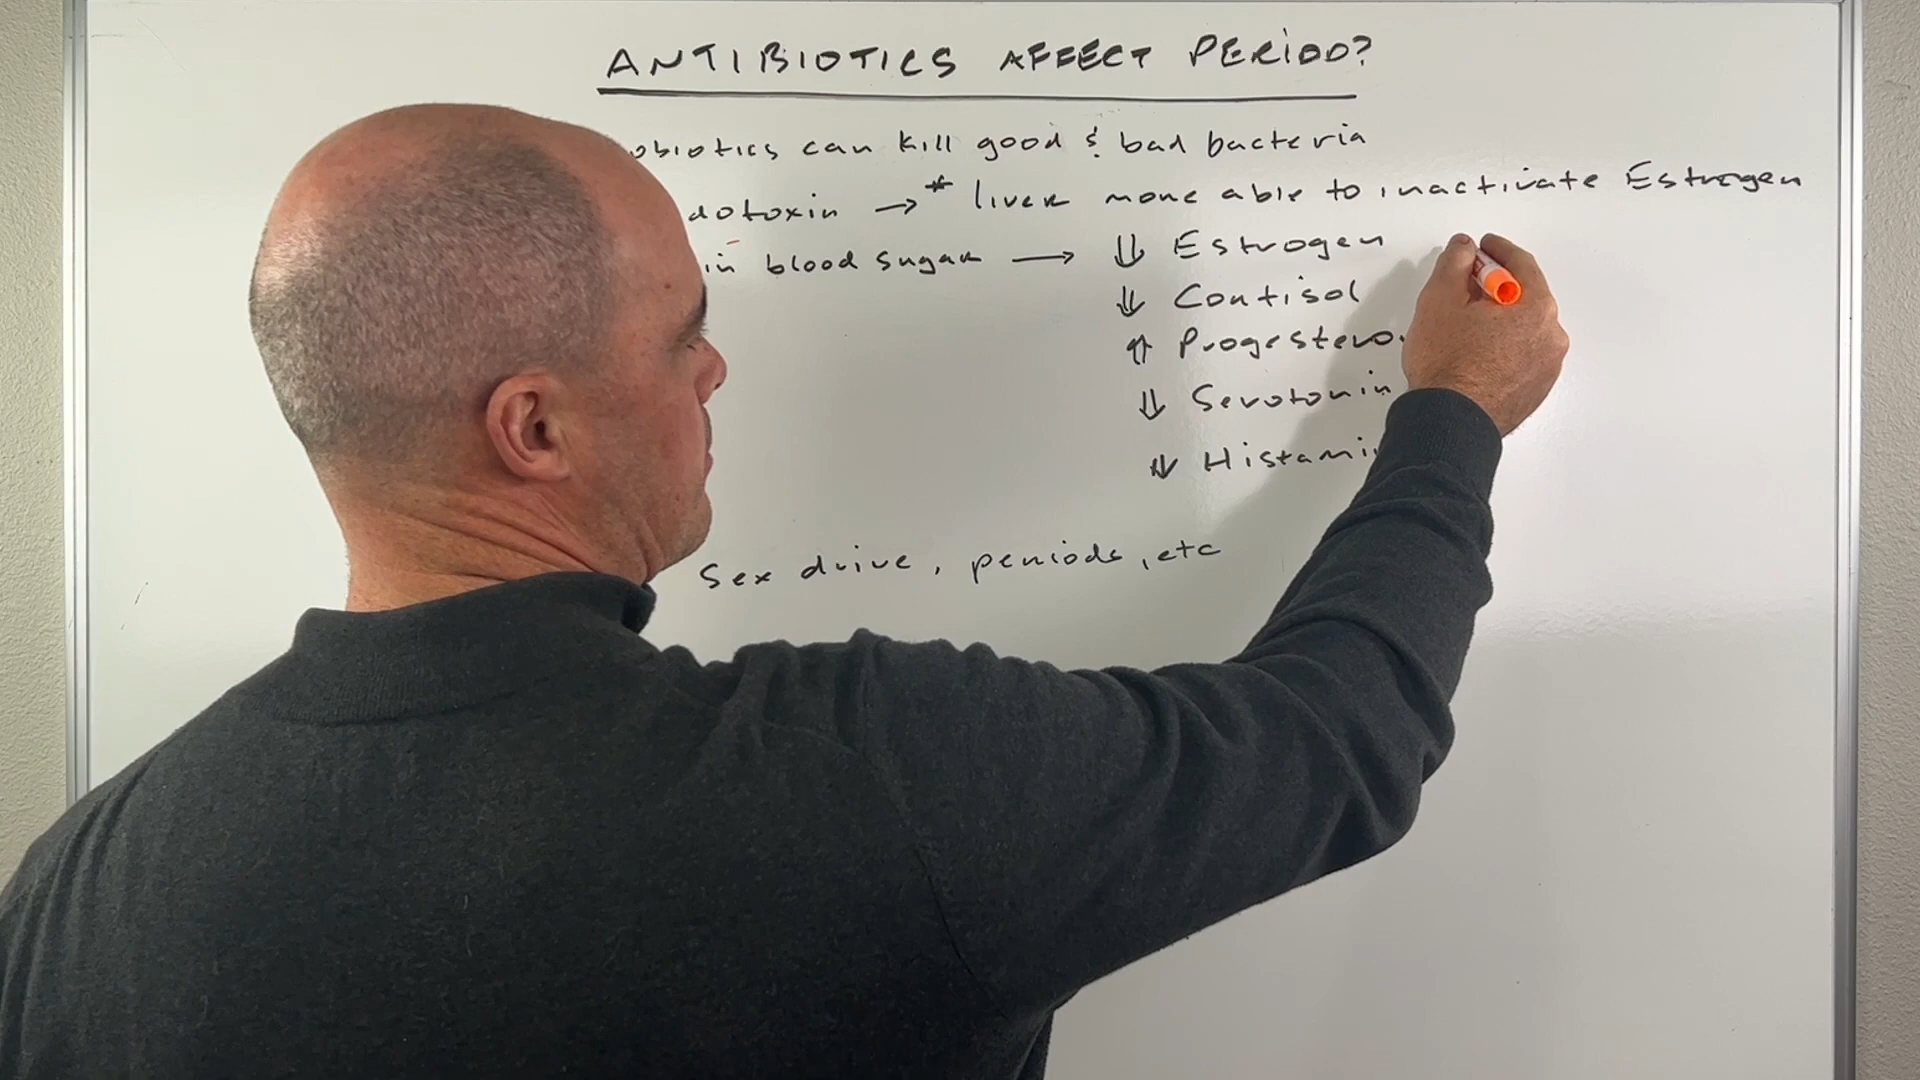 ANTIBIOTICS AFFECT PERIOD?
obiotics can kill good & bad bacteria
dotoxin → * liver more able to inactivate Estrogen
in blood sugar → ⇓ Estrogen
⇓ Cortisol
⇑ Progestero
⇓ Serotonin
⇓ Histami
Sex drive, periods, etc